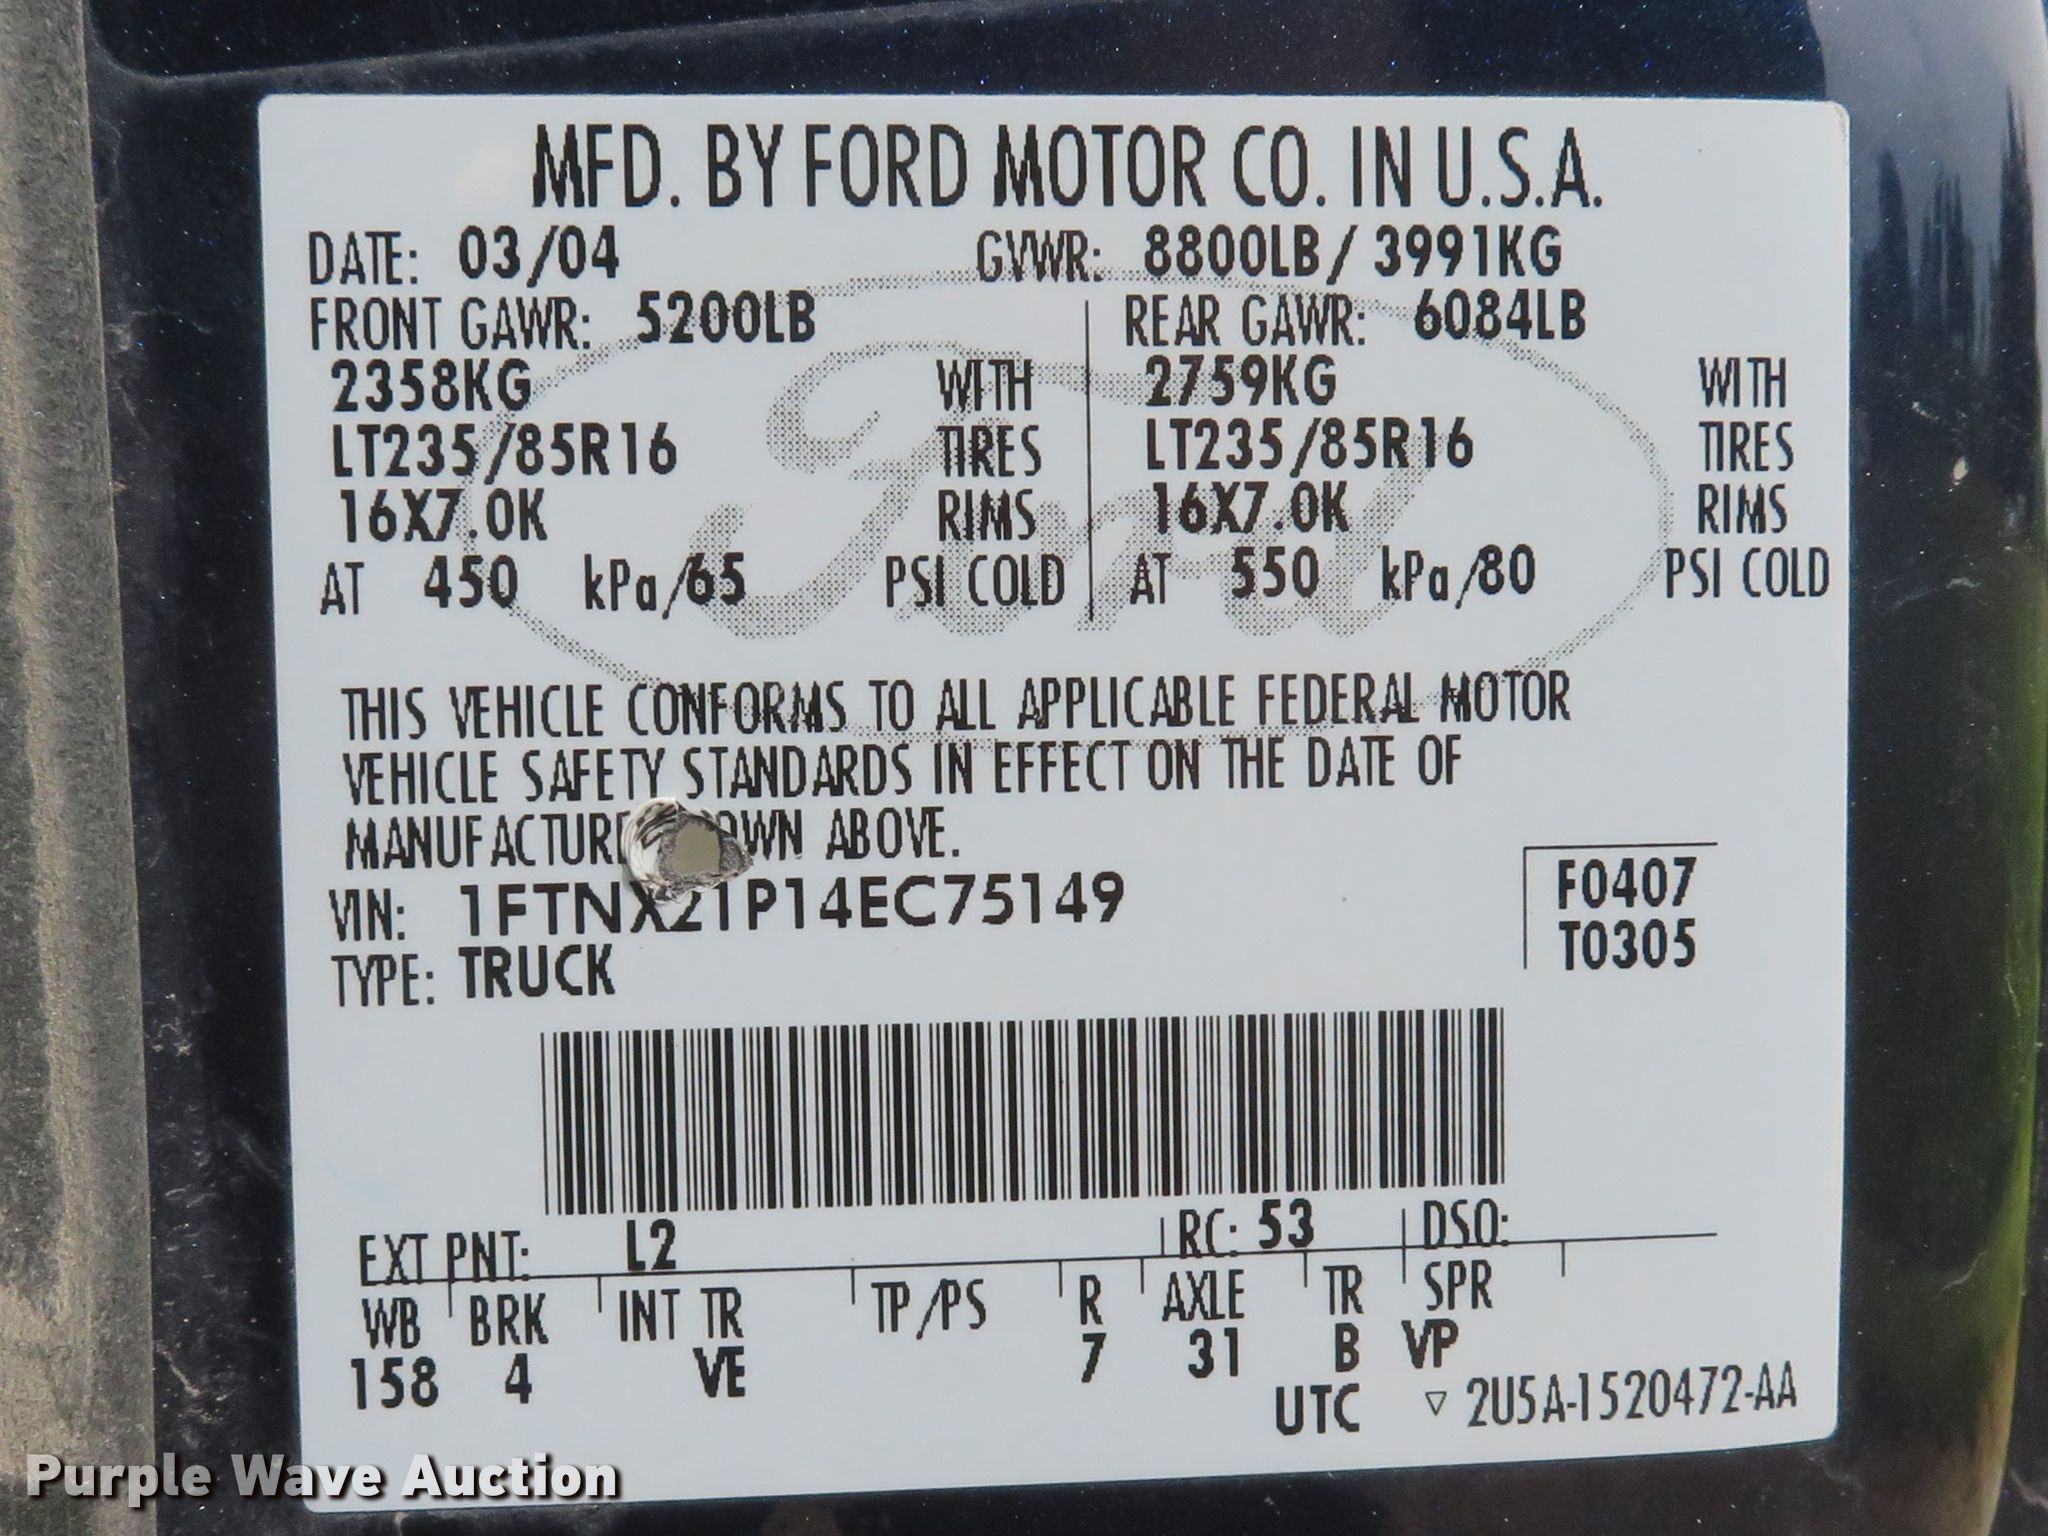 MFD. BY FORD MOTOR CO. IN U.S.A.
DATE: 03/04 GVWR: 8800LB/3991KG
FRONT GAWR: 5200LB REAR GAWR: 6084LB
2358KG WITH 2759KG WITH
LT235/85R16 TIRES LT235/85R16 TIRES
16X7.0K RIMS 16X7.0K RIMS
AT 450 kPa/65 PSI COLD AT 550 kPa/80 PSI COLD
Ford
THIS VEHICLE CONFORMS TO ALL APPLICABLE FEDERAL MOTOR
VEHICLE SAFETY STANDARDS IN EFFECT ON THE DATE OF
ABOVE.
VIN: 1FTNX21P14EC75149 F0407
TYPE: TRUCK T0305
EXT PNT: L2 RC: 53 DSO:
WB BRK INT TR TP/PS R AXLE TR SPR
158 4 VE 7 31 B VP
UTC ▽ 2U5A-1520472-AA
Purple Wave Auction